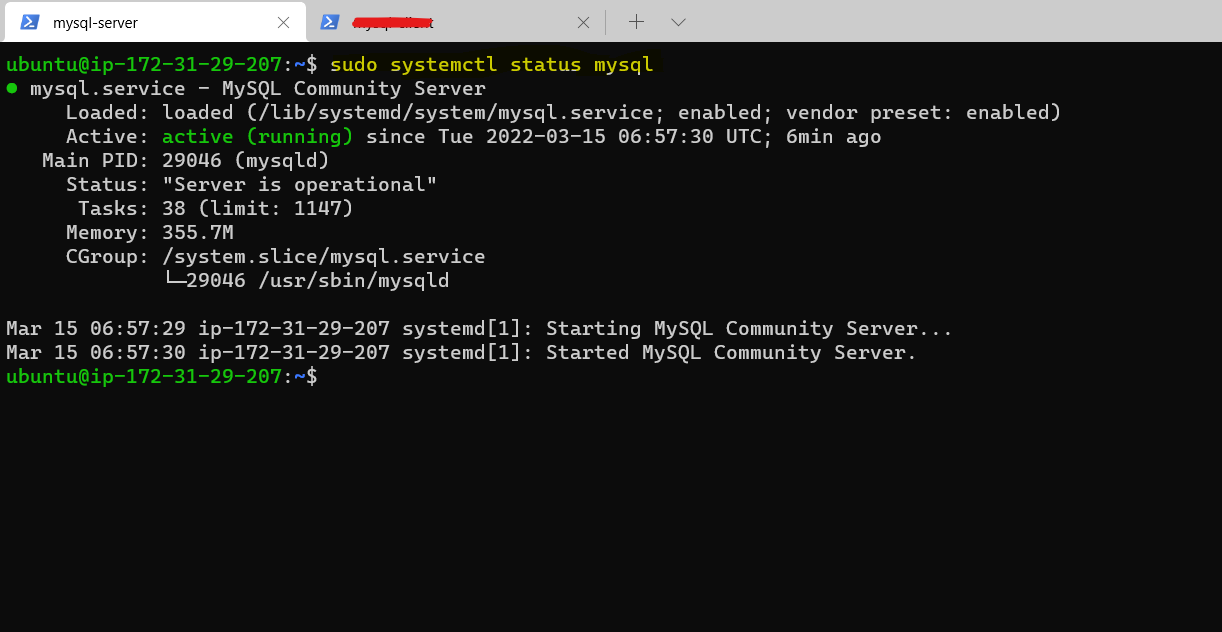 mysql-server
ubuntu@ip-172-31-29-207:~$ sudo systemctl status mysql
● mysql.service - MySQL Community Server
     Loaded: loaded (/lib/systemd/system/mysql.service; enabled; vendor preset: enabled)
     Active: active (running) since Tue 2022-03-15 06:57:30 UTC; 6min ago
   Main PID: 29046 (mysqld)
     Status: "Server is operational"
      Tasks: 38 (limit: 1147)
     Memory: 355.7M
     CGroup: /system.slice/mysql.service
             └─29046 /usr/sbin/mysqld
Mar 15 06:57:29 ip-172-31-29-207 systemd[1]: Starting MySQL Community Server...
Mar 15 06:57:30 ip-172-31-29-207 systemd[1]: Started MySQL Community Server.
ubuntu@ip-172-31-29-207:~$